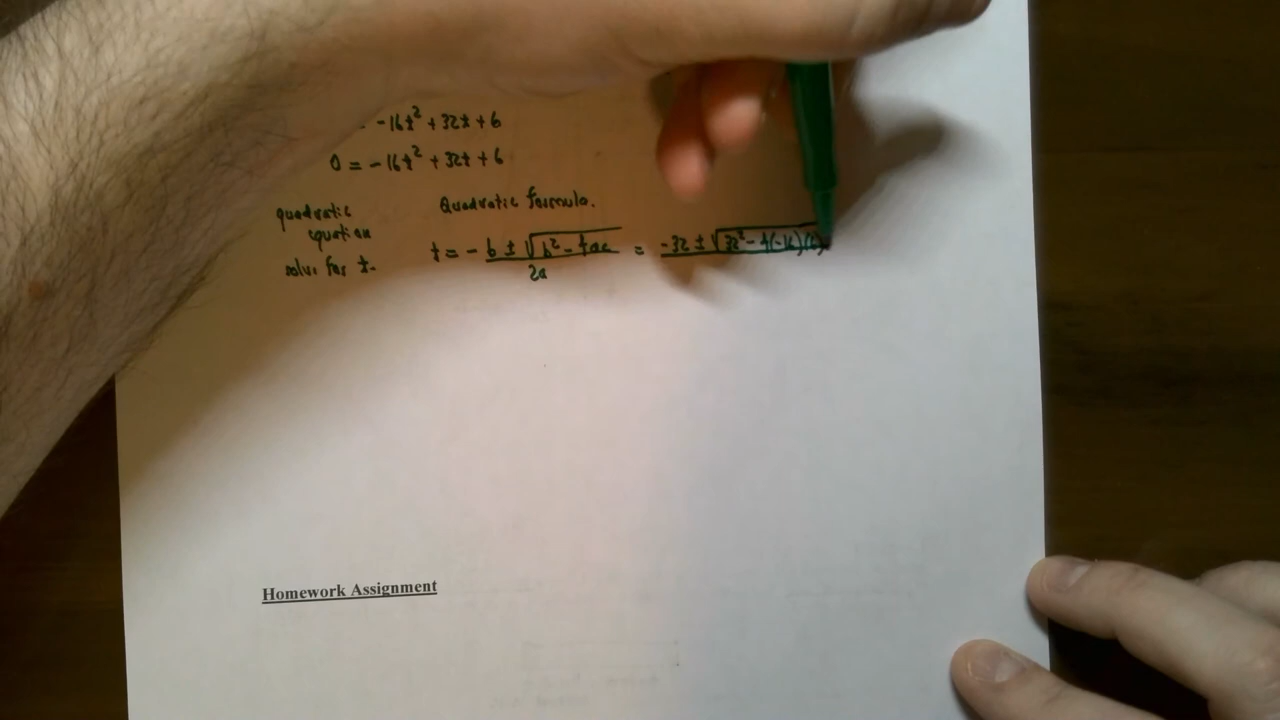 = -16t² + 32t + 6
0 = -16t² + 32t + 6
quadratic
equation
solve for t.
Quadratic formula.
t = - b ± √b² - 4ac / 2a = -32 ± √32² - 4(-16)(6)
Homework Assignment